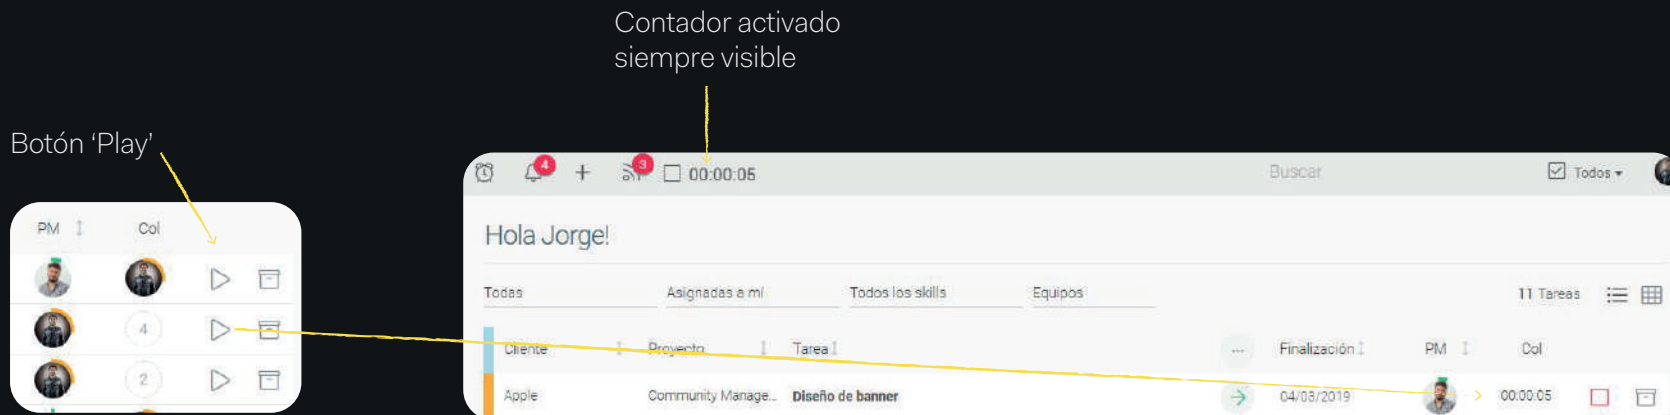 Contador activado
siempre visible
Botón ‘Play’
PM Col
4
2
4 3 00:00:05 Buscar Todos
Hola Jorge!
Todas Asignadas a mí Todos los skills Equipos 11 Tareas
Cliente Proyecto Tarea ... Finalización PM Col
Apple Community Manage... Diseño de banner 04/03/2019 00:00:05